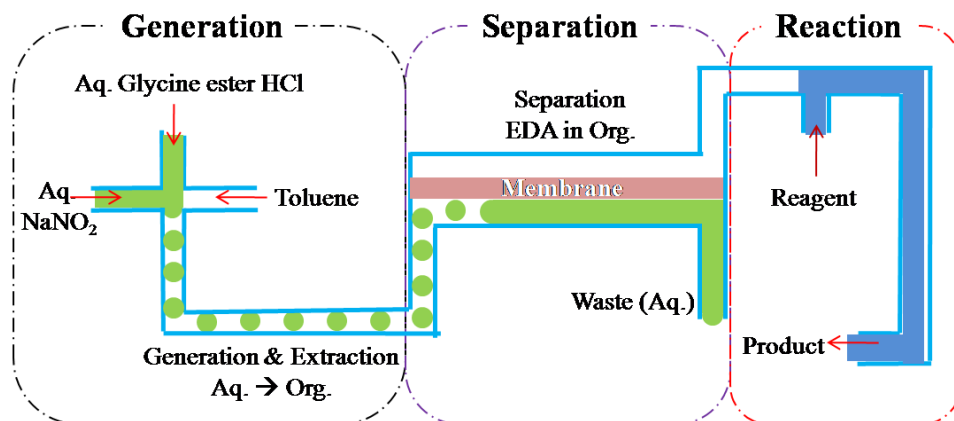 Generation
Separation
Reaction
Aq. Glycine ester HCl
Aq.
NaNO₂
Toluene
Generation & Extraction
Aq. → Org.
Separation
EDA in Org.
Membrane
Waste (Aq.)
Reagent
Product